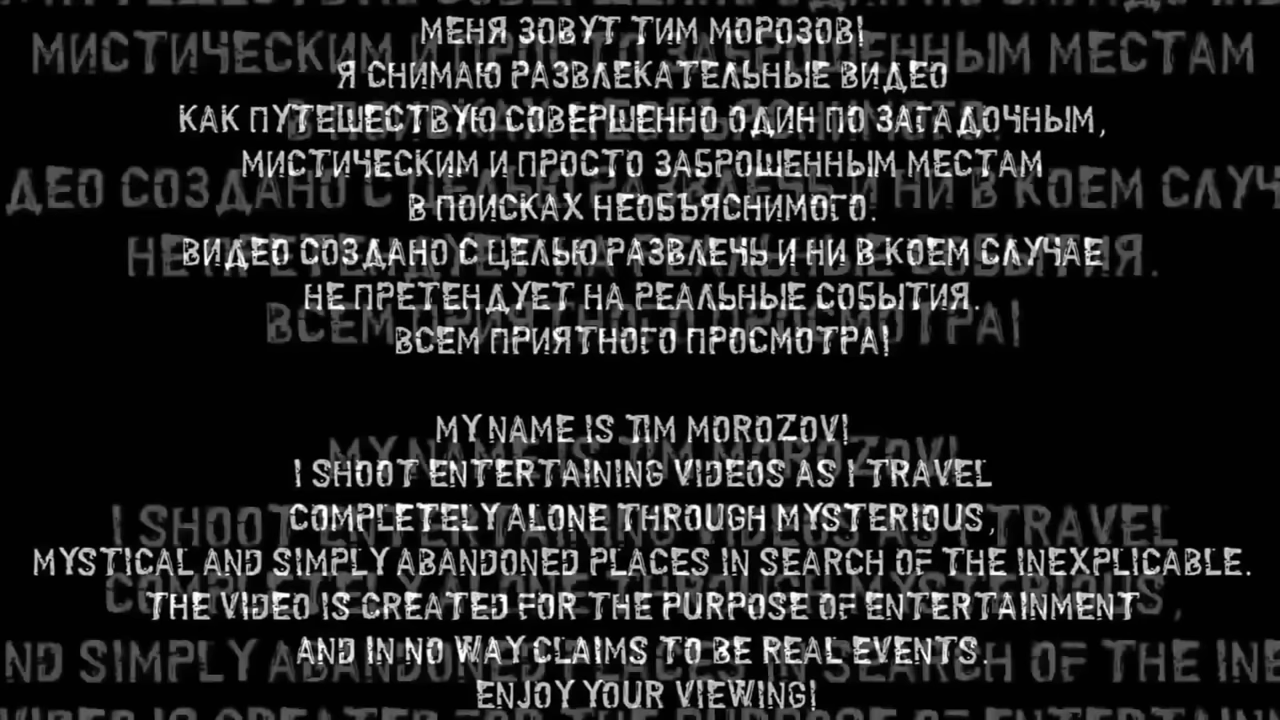 МЕНЯ ЗОВУТ ТИМ МОРОЗОВ!
Я СНИМАЮ РАЗВЛЕКАТЕЛЬНЫЕ ВИДЕО
КАК ПУТЕШЕСТВУЮ СОВЕРШЕННО ОДИН ПО ЗАГАДОЧНЫМ,
МИСТИЧЕСКИМ И ПРОСТО ЗАБРОШЕННЫМ МЕСТАМ
В ПОИСКАХ НЕОБЪЯСНИМОГО.
ВИДЕО СОЗДАНО С ЦЕЛЬЮ РАЗВЛЕЧЬ И НИ В КОЕМ СЛУЧАЕ
НЕ ПРЕТЕНДУЕТ НА РЕАЛЬНЫЕ СОБЫТИЯ.
ВСЕМ ПРИЯТНОГО ПРОСМОТРА!
MY NAME IS TIM MOROZOV!
I SHOOT ENTERTAINING VIDEOS AS I TRAVEL
COMPLETELY ALONE THROUGH MYSTERIOUS,
MYSTICAL AND SIMPLY ABANDONED PLACES IN SEARCH OF THE INEXPLICABLE.
THE VIDEO IS CREATED FOR THE PURPOSE OF ENTERTAINMENT
AND IN NO WAY CLAIMS TO BE REAL EVENTS.
ENJOY YOUR VIEWING!